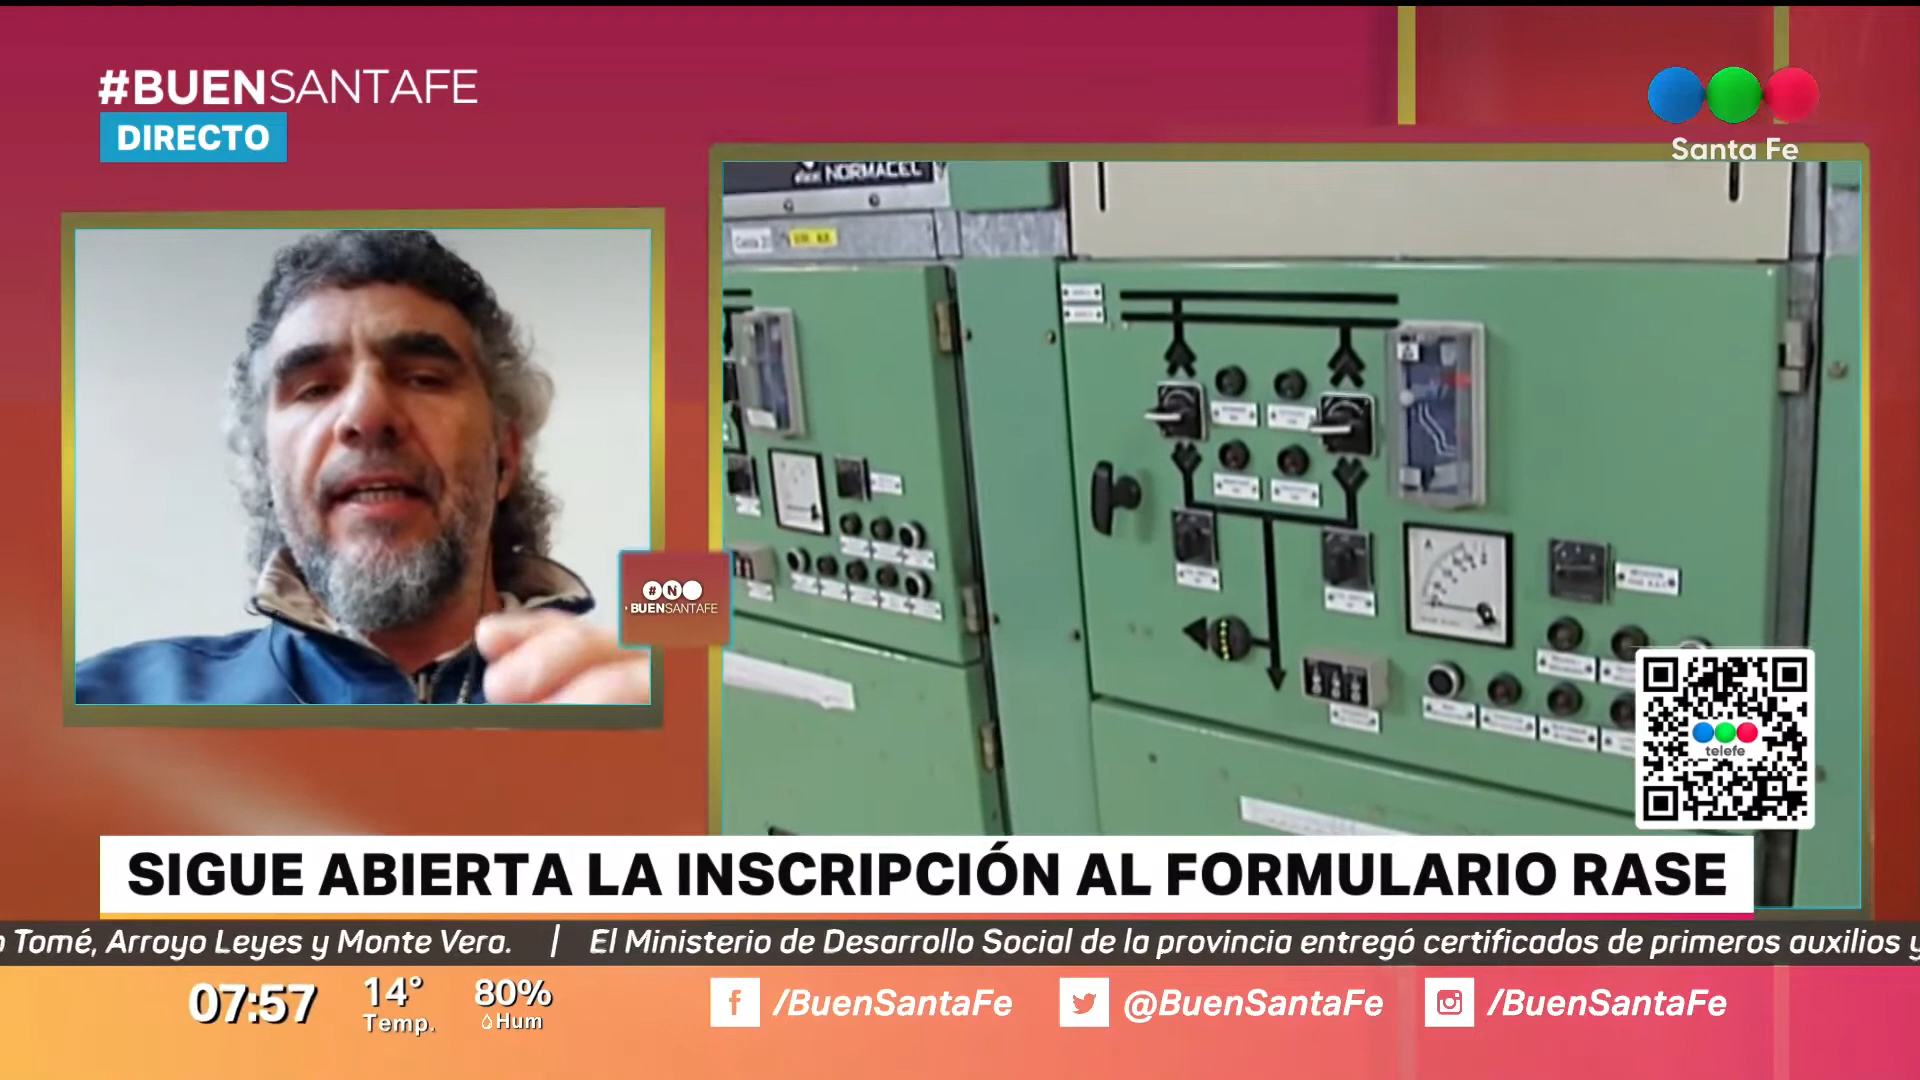 #BUENSANTAFE
DIRECTO
Santa Fe
NORMACEL
#N
BUENSANTAFE
A
telefe
SIGUE ABIERTA LA INSCRIPCIÓN AL FORMULARIO RASE
Tomé, Arroyo Leyes y Monte Vera. | El Ministerio de Desarrollo Social de la provincia entregó certificados de primeros auxilios y
07:57
14° 80%
Temp. Hum
/BuenSantaFe @BuenSantaFe /BuenSantaFe